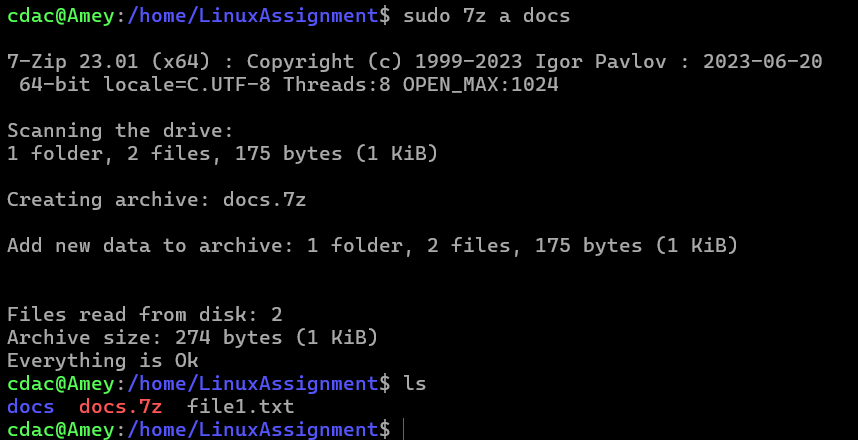 cdac@Amey:/home/LinuxAssignment$ sudo 7z a docs
7-Zip 23.01 (x64) : Copyright (c) 1999-2023 Igor Pavlov : 2023-06-20
 64-bit locale=C.UTF-8 Threads:8 OPEN_MAX:1024
Scanning the drive:
1 folder, 2 files, 175 bytes (1 KiB)
Creating archive: docs.7z
Add new data to archive: 1 folder, 2 files, 175 bytes (1 KiB)
Files read from disk: 2
Archive size: 274 bytes (1 KiB)
Everything is Ok
cdac@Amey:/home/LinuxAssignment$ ls
docs  docs.7z  file1.txt
cdac@Amey:/home/LinuxAssignment$